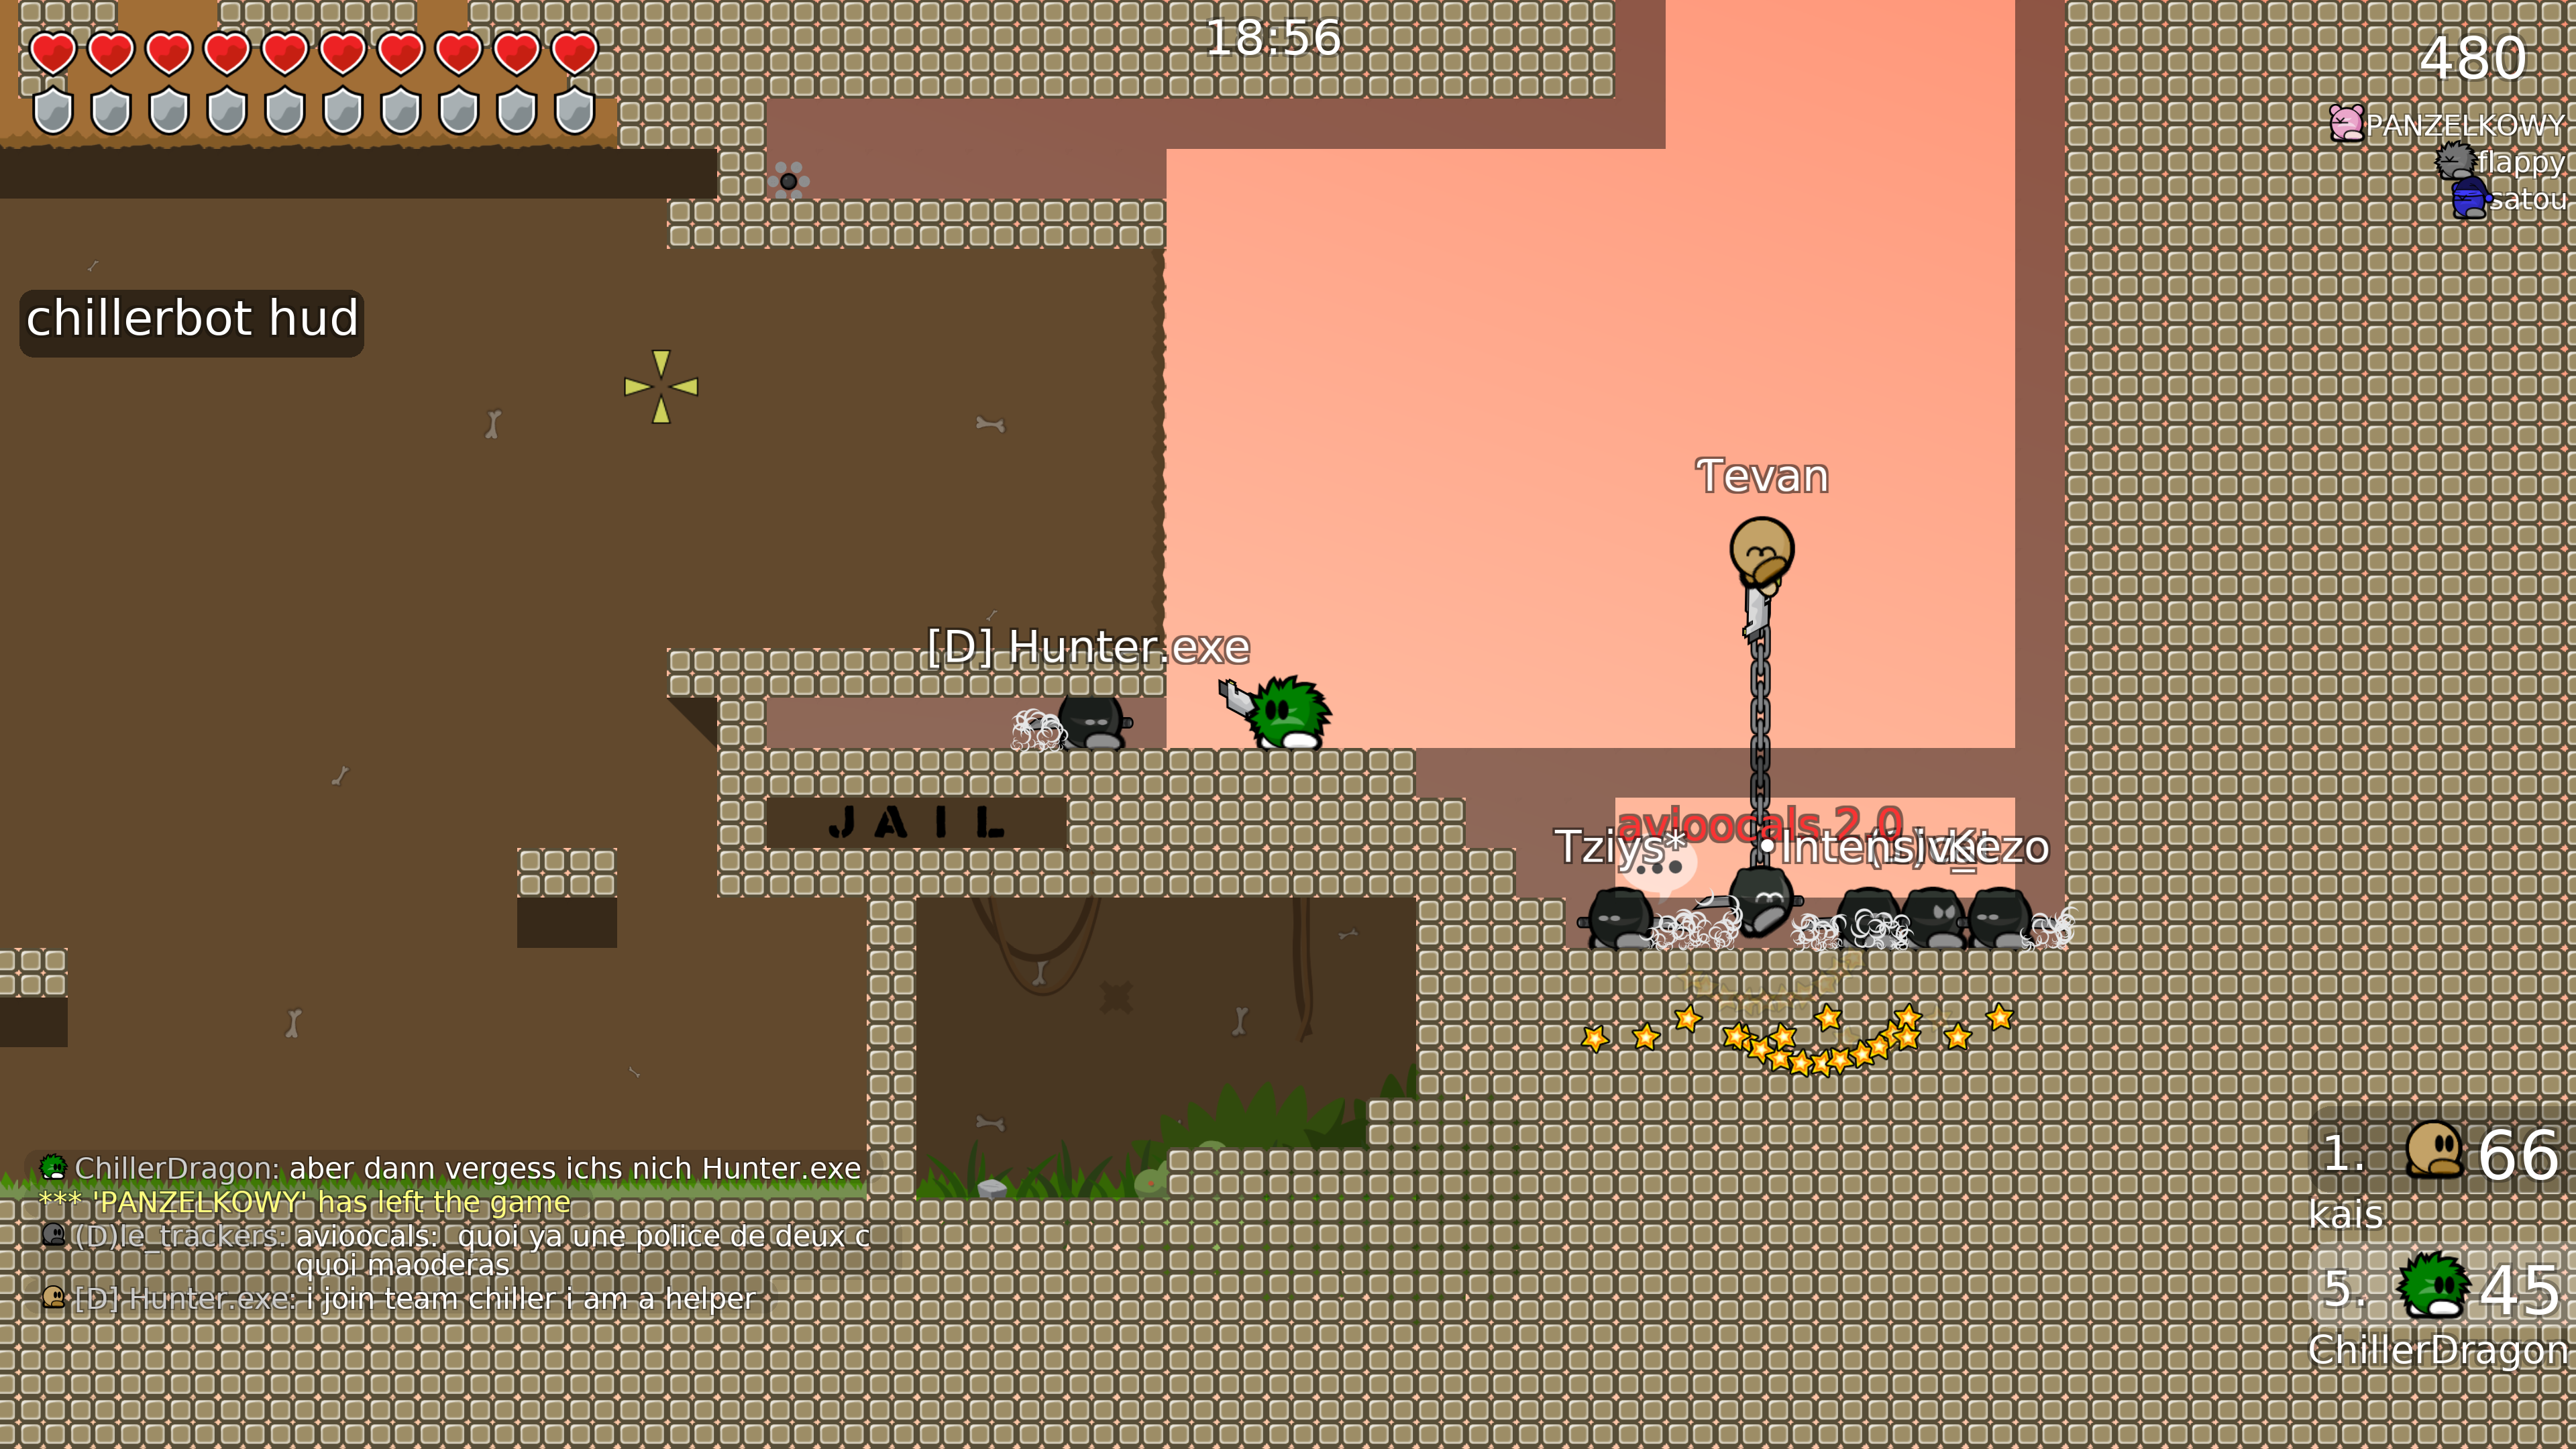 18:56
480
PANZELKOWY
flappy
satou
chillerbot hud
Tevan
[D] Hunter.exe
JAIL
avioocals 2.0
Tziys* •Intensiv Kezo
ChillerDragon: aber dann vergess ichs nich Hunter.exe
*** 'PANZELKOWY' has left the game
(D)le_trackers: avioocals: quoi ya une police de deux c
quoi maoderas
[D] Hunter.exe: i join team chiller i am a helper
1. 66
kais
5. 45
ChillerDragon